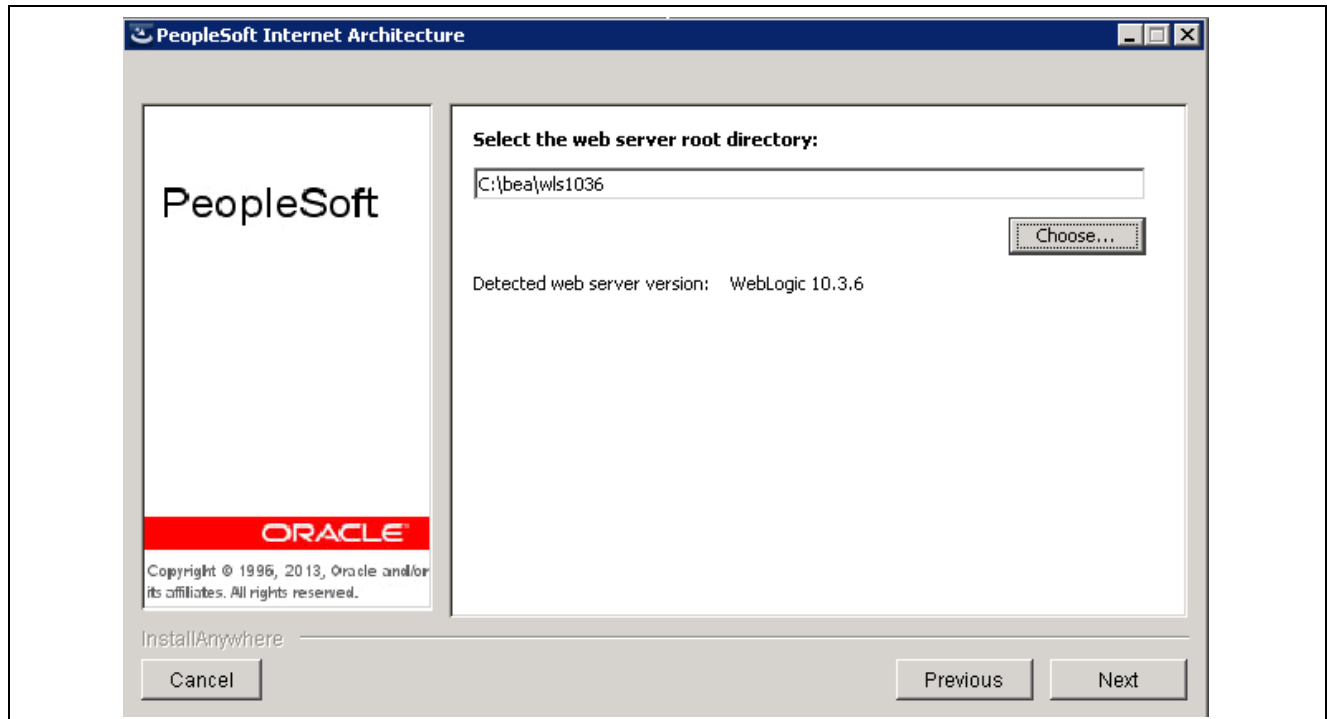 PeopleSoft Internet Architecture
PeopleSoft
ORACLE
Copyright © 1996, 2013, Oracle and/or
its affiliates. All rights reserved.
Select the web server root directory:
C:\bea\wls1036
Choose...
Detected web server version: WebLogic 10.3.6
InstallAnywhere
Cancel
Previous Next